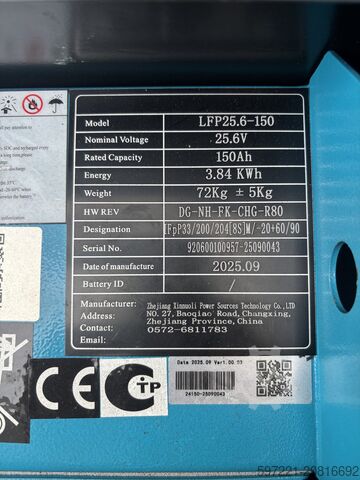 Model LFP25.6-150
Nominal Voltage 25.6V
Rated Capacity 150Ah
Energy 3.84 KWh
Weight 72Kg ± 5Kg
HW REV DG-NH-FK-CHG-R80
Designation IFpP33/200/204[8S]M/-20+60/90
Serial No. 920600100957-25090043
Date of manufacture 2025.09
Battery ID /
Manufacturer: Zhejiang Xinnuoli Power Sources Technology Co.,LTD
Address: NO.27,Baoqiao Road,Changxing,
Zhejiang Province,China
Phone: 0572-6811783
Email:
Data 2025.09 Ver1.00.03
24150-25090043
CE
TP
597221-20816692